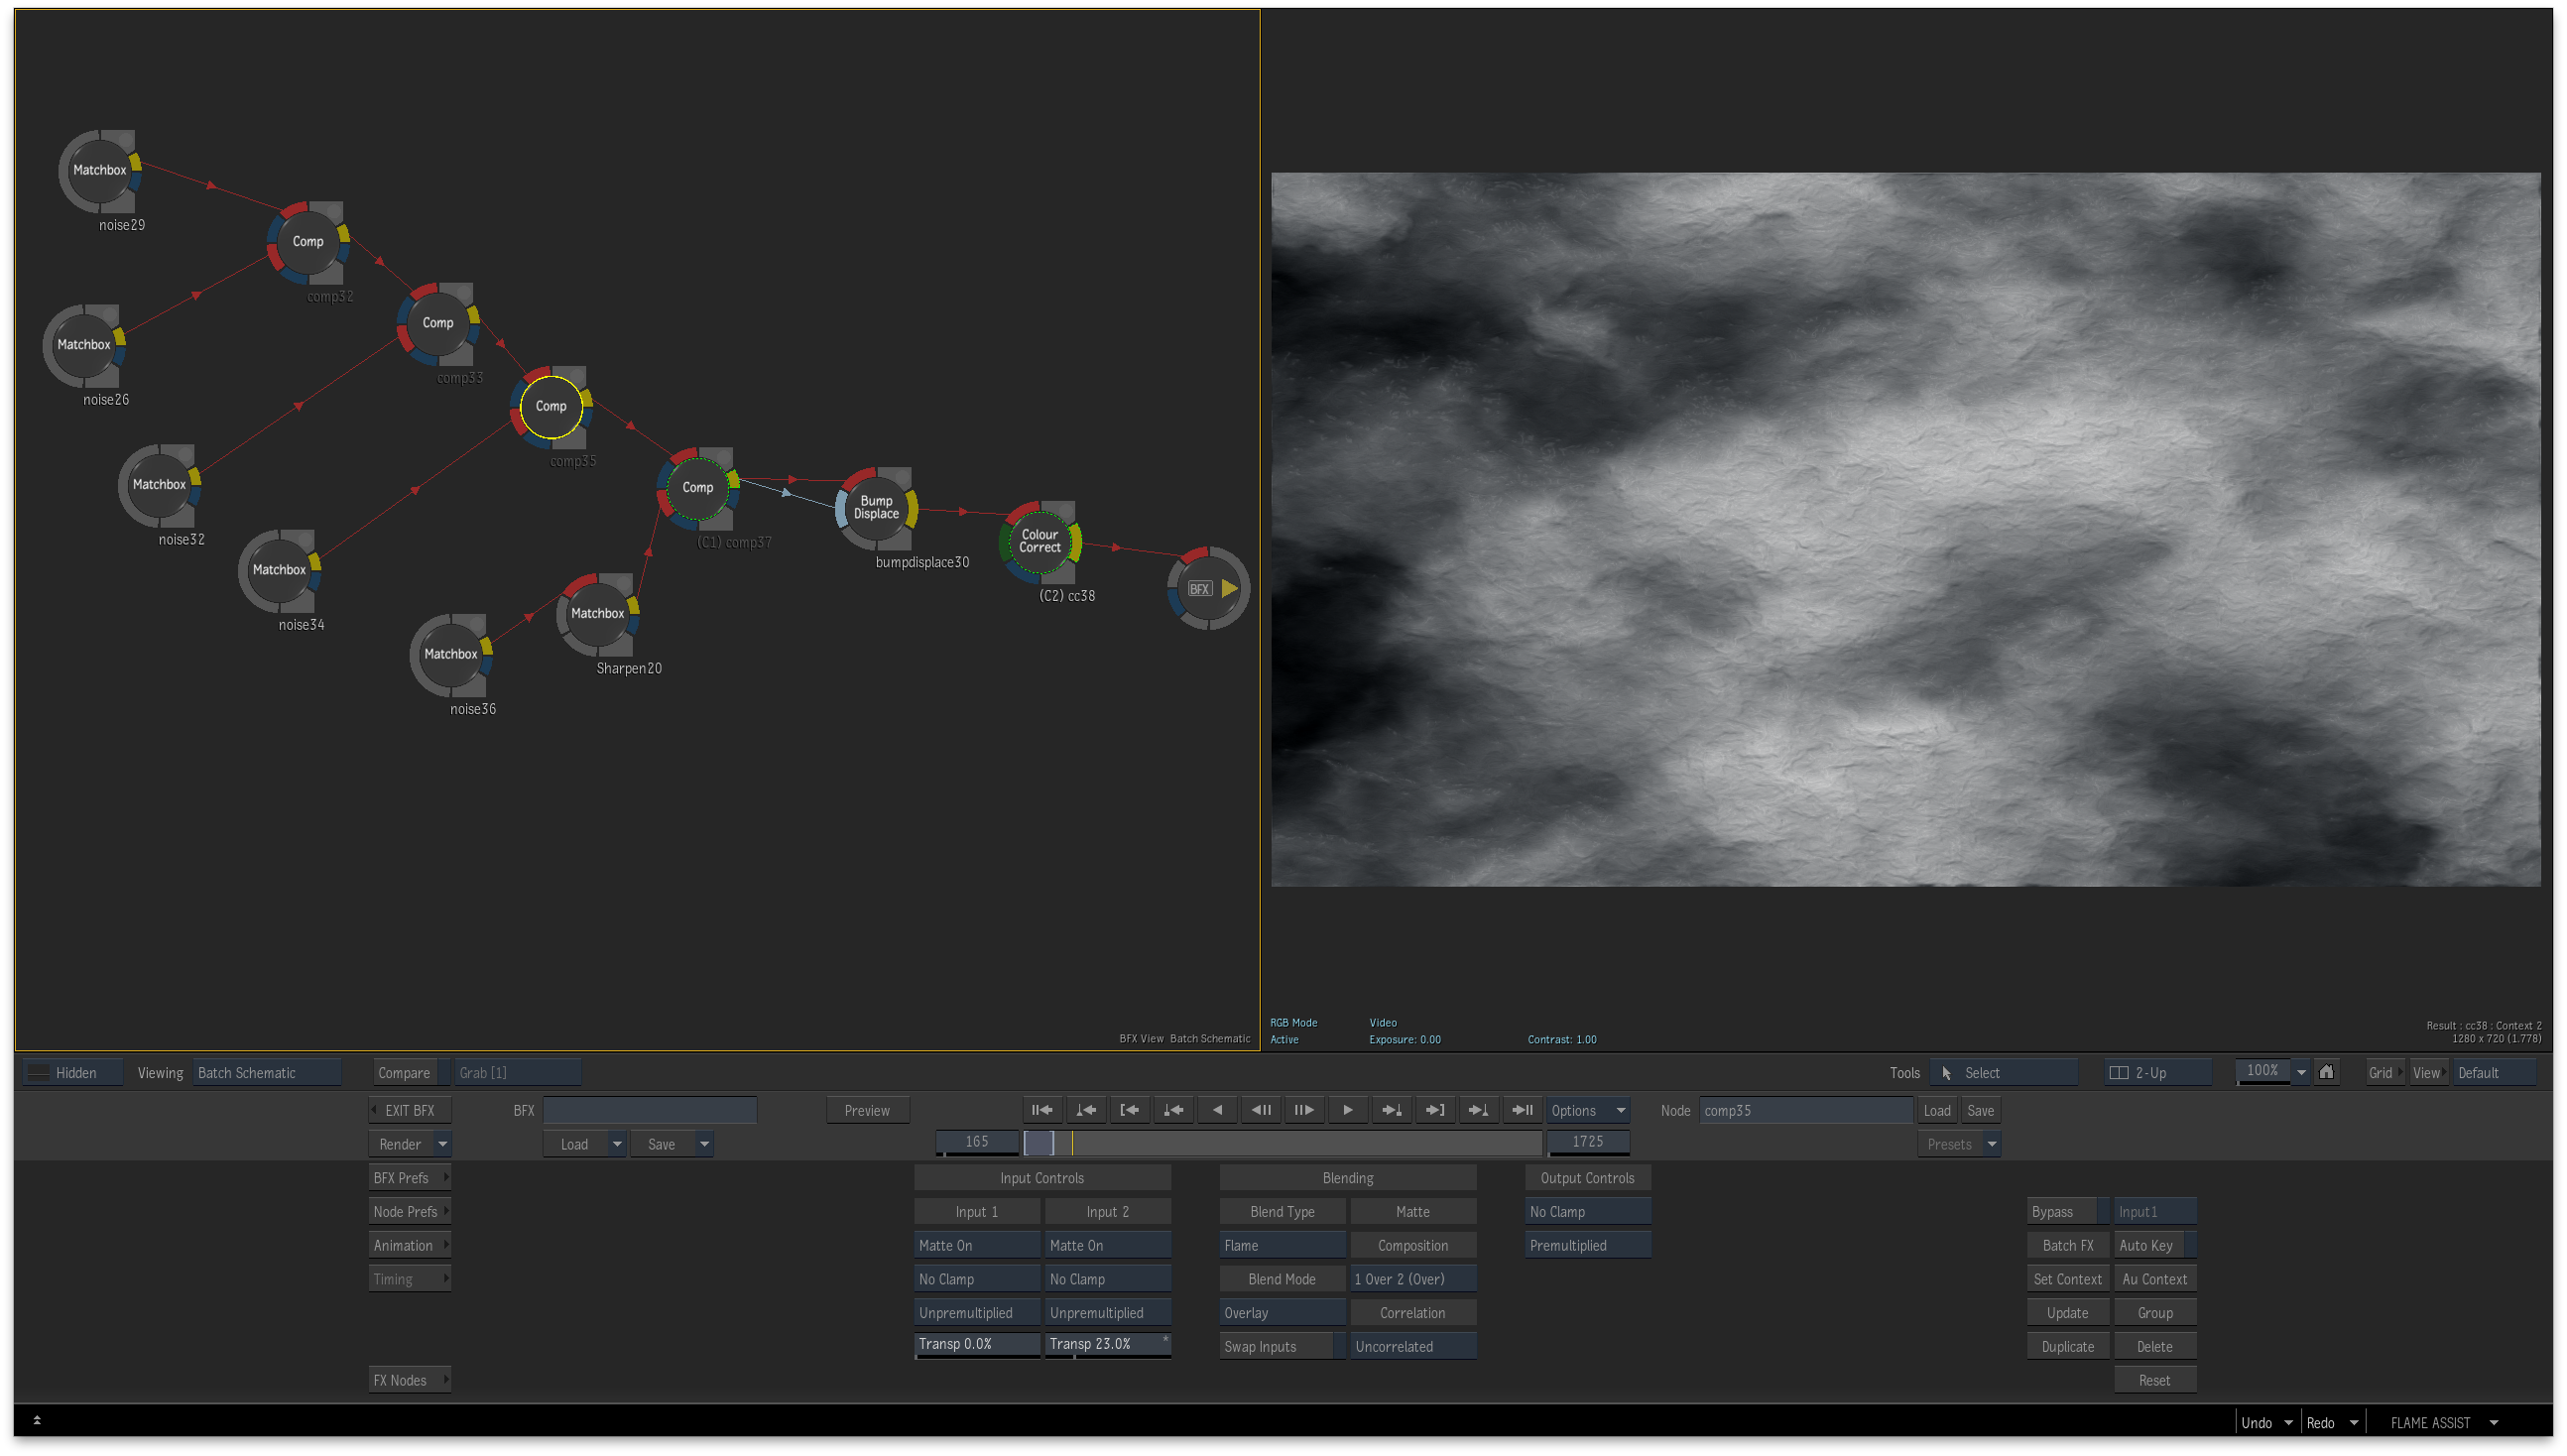 Matchbox
noise29
Comp
comp32
Matchbox
noise26
Comp
comp33
Comp
comp35
Matchbox
noise32
Comp
(C1) comp37
Bump
Displace
bumpdisplace30
Colour
Correct
(C2) cc38
BFX
Matchbox
noise34
Matchbox
Sharpen20
Matchbox
noise36
BFX View Batch Schematic
RGB Mode Video
Active Exposure: 0.00 Contrast: 1.00
Result : cc38 : Context 2
1280 x 720 (1.778)
Hidden Viewing Batch Schematic Compare Grab [1] Tools Select 2-Up 100% Grid View Default
EXIT BFX BFX Preview Options Node comp35 Load Save
Render Load Save 165 1725 Presets
BFX Prefs Input Controls Blending Output Controls
Node Prefs Input 1 Input 2 Blend Type Matte No Clamp Bypass Input1
Animation Matte On Matte On Flame Composition Premultiplied Batch FX Auto Key
Timing No Clamp No Clamp Blend Mode 1 Over 2 (Over) Set Context Au Context
Unpremultiplied Unpremultiplied Overlay Correlation Update Group
Transp 0.0% Transp 23.0% * Swap Inputs Uncorrelated Duplicate Delete
FX Nodes Reset
Undo Redo FLAME ASSIST